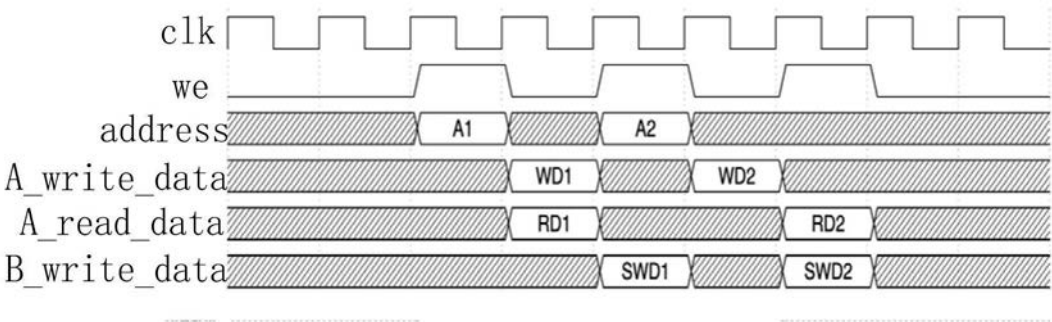 clk
we
address A1 A2
A_write_data WD1 WD2
A_read_data RD1 RD2
B_write_data SWD1 SWD2